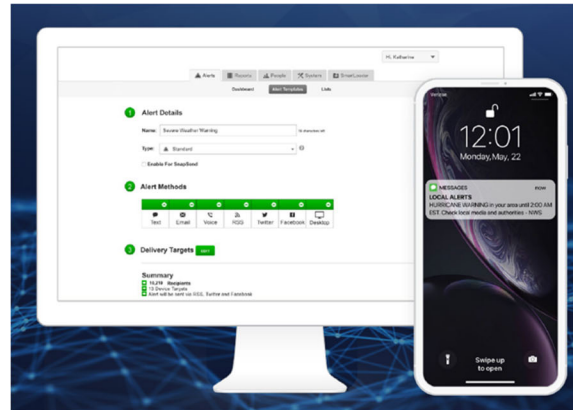 Hi, Katherine
Alerts Reports People System SmartLaunch
Dashboard Alert Templates Lists
1 Alert Details
Name: Severe Weather Warning
Type: Standard
Enable For SnapSend
2 Alert Methods
Text Email Voice RSS Twitter Facebook Desktop
3 Delivery Targets
Summary
Recipients
Device Targets
Alert will be sent via RSS, Twitter and Facebook
Verizon
12:01
Monday, May, 22
MESSAGES now
LOCAL ALERTS
HURRICANE WARNING in your area until 2:00 AM
EST. Check local media and authorities - NWS
Swipe up
to open